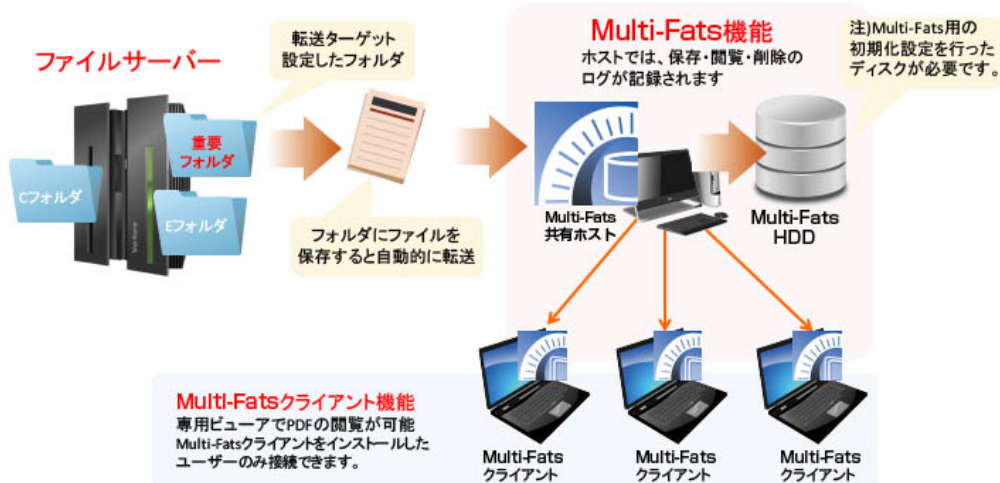 ファイルサーバー
転送ターゲット
設定したフォルダ
Multi-Fats機能
ホストでは、保存・閲覧・削除の
ログが記録されます
注)Multi-Fats用の
初期化設定を行った
ディスクが必要です。
重要
フォルダ
Cフォルダ
Eフォルダ
フォルダにファイルを
保存すると自動的に転送
Multi-Fats
共有ホスト
Multi-Fats
HDD
Multi-Fatsクライアント機能
専用ビューアでPDFの閲覧が可能
Multi-Fatsクライアントをインストールした
ユーザーのみ接続できます。
Multi-Fats
クライアント
Multi-Fats
クライアント
Multi-Fats
クライアント